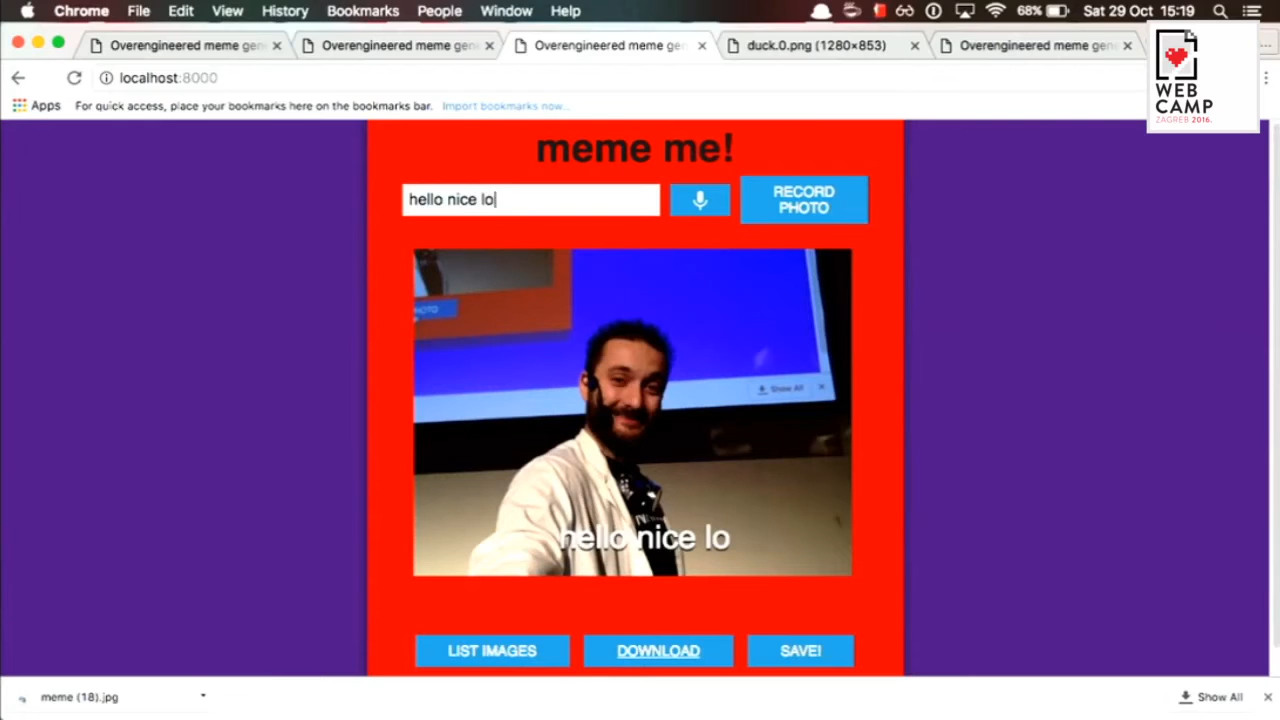 Chrome File Edit View History Bookmarks People Window Help 68% Sat 29 Oct 15:19
Overengineered meme gen Overengineered meme gen Overengineered meme gen duck.0.png (1280×853) Overengineered meme gen
localhost:8000
Apps For quick access, place your bookmarks here on the bookmarks bar. Import bookmarks now...
WEB
CAMP
ZAGREB 2016.
meme me!
hello nice lo
RECORD
PHOTO
Show All
hello nice lo
LIST IMAGES DOWNLOAD SAVE!
meme (18).jpg Show All